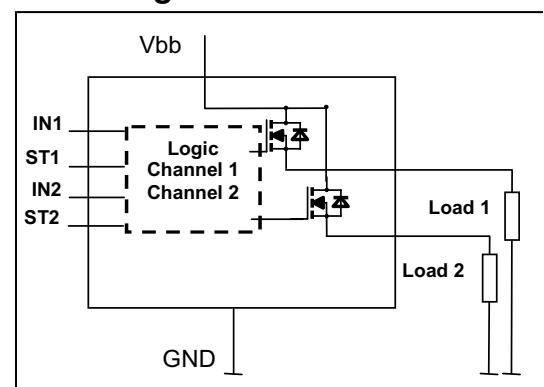 Vbb
IN1
ST1
IN2
ST2
Logic
Channel 1
Channel 2
Load 1
Load 2
GND